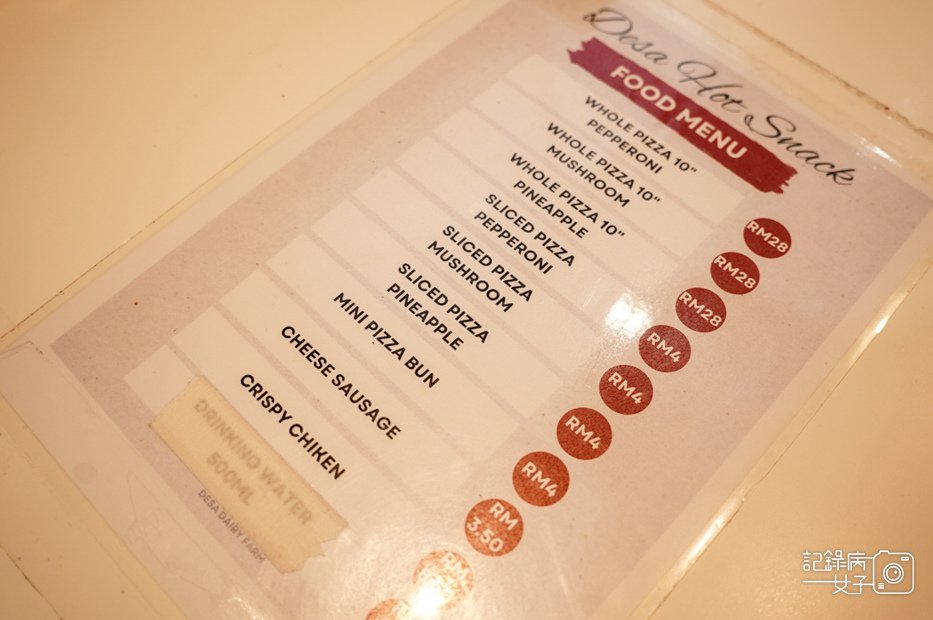 Desa Hot Snack
FOOD MENU
WHOLE PIZZA 10"
PEPPERONI
RM28
WHOLE PIZZA 10"
MUSHROOM
RM28
WHOLE PIZZA 10"
PINEAPPLE
RM28
SLICED PIZZA
PEPPERONI
RM4
SLICED PIZZA
MUSHROOM
RM4
SLICED PIZZA
PINEAPPLE
RM4
MINI PIZZA BUN
RM4
CHEESE SAUSAGE
RM
3.50
CRISPY CHIKEN
RM
DRINKING WATER
500ML
DESA DAIRY FARM
記錄病
女子